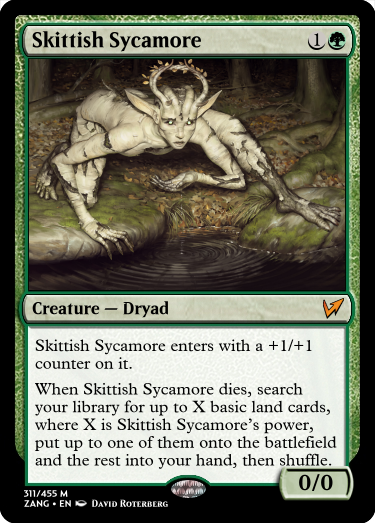 Skittish Sycamore 1
Creature — Dryad
Skittish Sycamore enters with a +1/+1
counter on it.
When Skittish Sycamore dies, search
your library for up to X basic land cards,
where X is Skittish Sycamore's power,
put up to one of them onto the battlefield
and the rest into your hand, then shuffle.
0/0
311/455 M
ZANG • EN David Roterberg